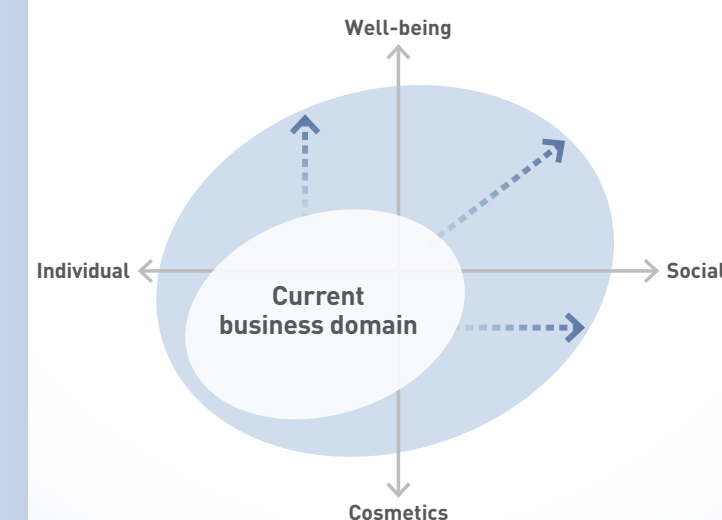 Well-being
Individual
Social
Current
business domain
Cosmetics